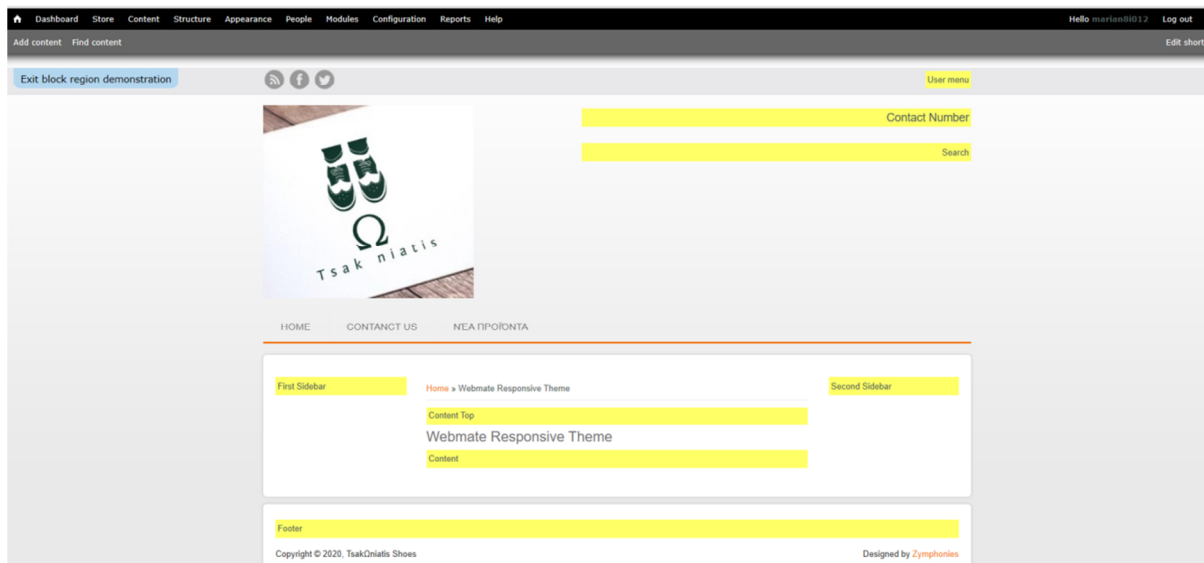 Dashboard Store Content Structure Appearance People Modules Configuration Reports Help Hello marian8i012 Log out
Add content Find content Edit short
Exit block region demonstration User menu
Contact Number
Search
Ω
Tsak niatis
HOME CONTANCT US ΝΈΑ ΠΡΟΪΌΝΤΑ
First Sidebar Home » Webmate Responsive Theme Second Sidebar
Content Top
Webmate Responsive Theme
Content
Footer
Copyright © 2020, TsakΩniatis Shoes Designed by Zymphonies